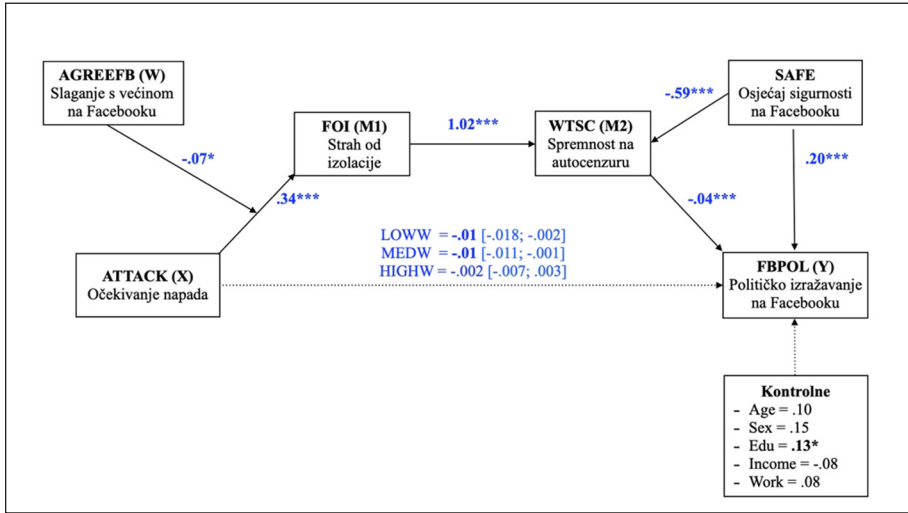 AGREEFB (W)
Slaganje s većinom
na Facebooku
SAFE
Osjećaj sigurnosti
na Facebooku
-.59***
FOI (M1)
Strah od
izolacije
1.02***
WTSC (M2)
Spremnost na
autocenzuru
-.07*
.20***
.34***
-.04***
LOWW = -.01 [-.018; -.002]
MEDW = -.01 [-.011; -.001]
HIGHW = -.002 [-.007; .003]
ATTACK (X)
Očekivanje napada
FBPOL (Y)
Političko izražavanje
na Facebooku
Kontrolne
- Age = .10
- Sex = .15
- Edu = .13*
- Income = -.08
- Work = .08